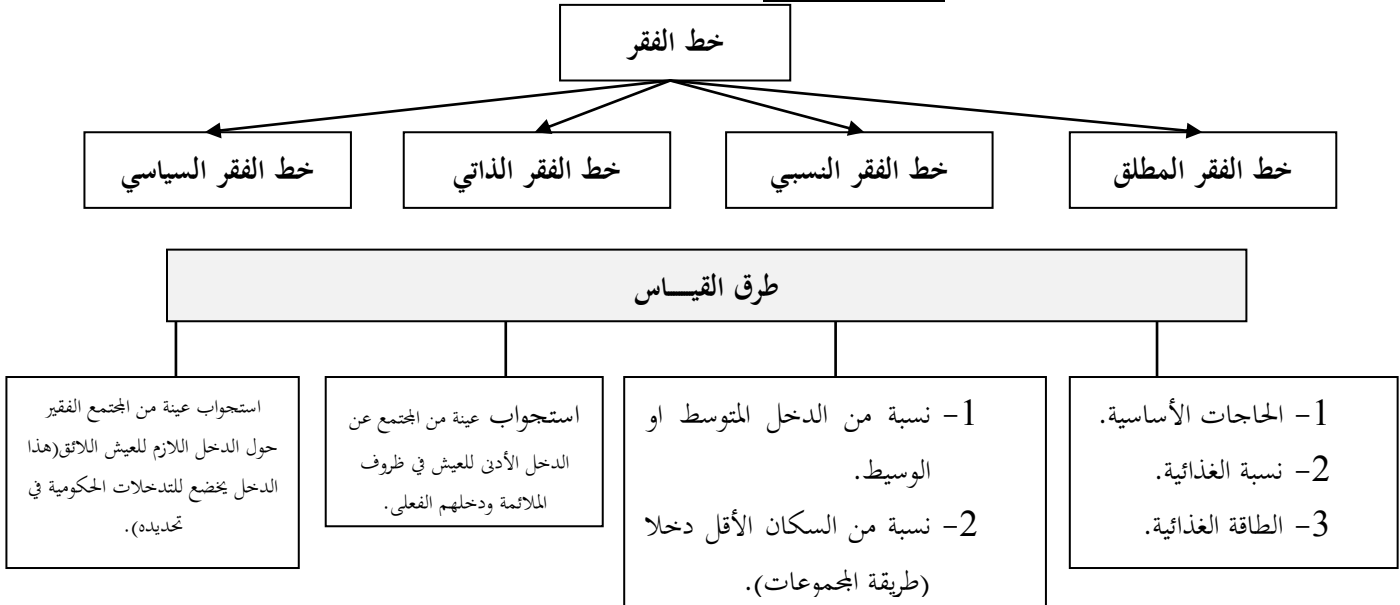 خط الفقر
خط الفقر المطلق
خط الفقر النسبي
خط الفقر الذاتي
خط الفقر السياسي
طرق القيـــاس
1- الحاجات الأساسية.
2- نسبة الغذائية.
3- الطاقة الغذائية.
1- نسبة من الدخل المتوسط او
الوسيط.
2- نسبة من السكان الأقل دخلا
(طريقة المجموعات).
استجواب عينة من المجتمع عن
الدخل الأدنى للعيش في ظروف
الملائمة ودخلهم الفعلي.
استجواب عينة من المجتمع الفقير
حول الدخل اللازم للعيش اللائق(هذا
الدخل يخضع للتدخلات الحكومية في
تحديده).